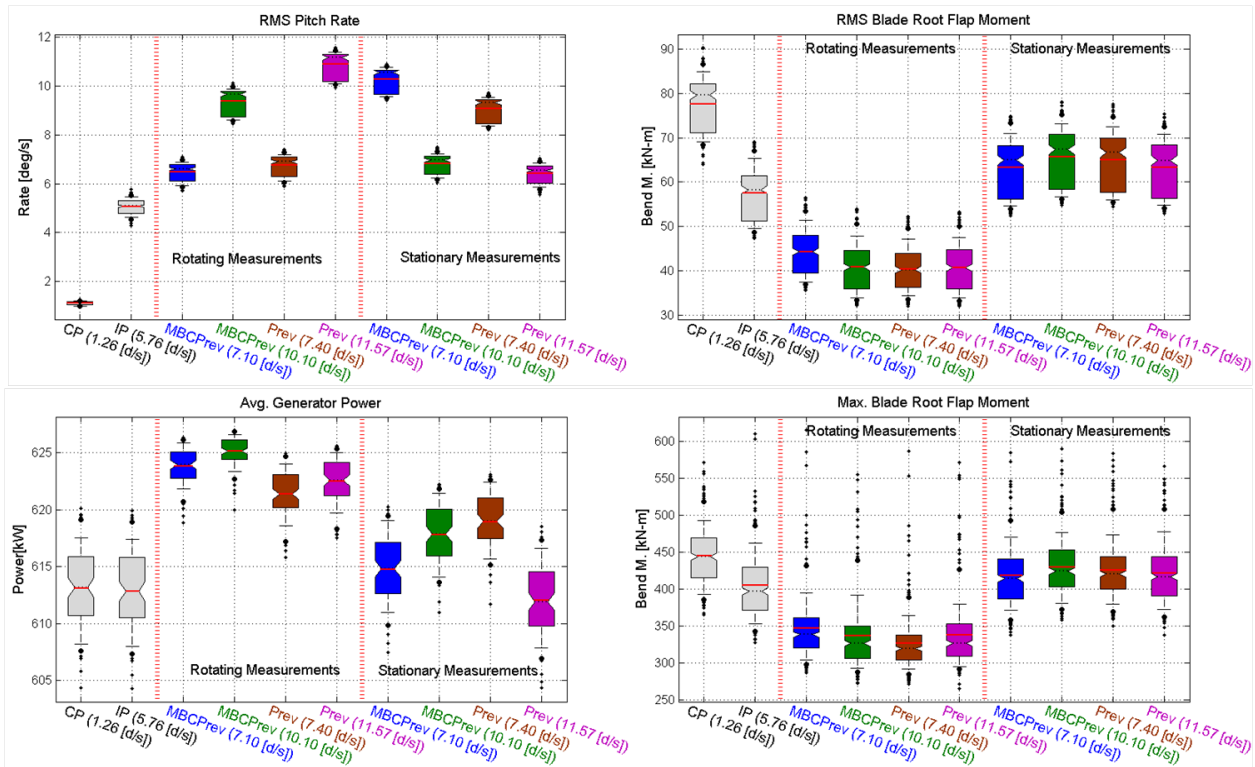 RMS Pitch Rate
Rate [deg/s]
12
10
8
6
4
2
Rotating Measurements
Stationary Measurements
CP (1.26 [d/s])
IP (5.76 [d/s])
MBCPrev (7.10 [d/s])
MBCPrev (10.10 [d/s])
Prev (7.40 [d/s])
Prev (11.57 [d/s])
MBCPrev (7.10 [d/s])
MBCPrev (10.10 [d/s])
Prev (7.40 [d/s])
Prev (11.57 [d/s])
RMS Blade Root Flap Moment
Bend M. [kN-m]
90
80
70
60
50
40
30
Rotating Measurements
Stationary Measurements
CP (1.26 [d/s])
IP (5.76 [d/s])
MBCPrev (7.10 [d/s])
MBCPrev (10.10 [d/s])
Prev (7.40 [d/s])
Prev (11.57 [d/s])
MBCPrev (7.10 [d/s])
MBCPrev (10.10 [d/s])
Prev (7.40 [d/s])
Prev (11.57 [d/s])
Avg. Generator Power
Power[kW]
625
620
615
610
605
Rotating Measurements
Stationary Measurements
CP (1.26 [d/s])
IP (5.76 [d/s])
MBCPrev (7.10 [d/s])
MBCPrev (10.10 [d/s])
Prev (7.40 [d/s])
Prev (11.57 [d/s])
MBCPrev (7.10 [d/s])
MBCPrev (10.10 [d/s])
Prev (7.40 [d/s])
Prev (11.57 [d/s])
Max. Blade Root Flap Moment
Bend M. [kN-m]
600
550
500
450
400
350
300
250
Rotating Measurements
Stationary Measurements
CP (1.26 [d/s])
IP (5.76 [d/s])
MBCPrev (7.10 [d/s])
MBCPrev (10.10 [d/s])
Prev (7.40 [d/s])
Prev (11.57 [d/s])
MBCPrev (7.10 [d/s])
MBCPrev (10.10 [d/s])
Prev (7.40 [d/s])
Prev (11.57 [d/s])